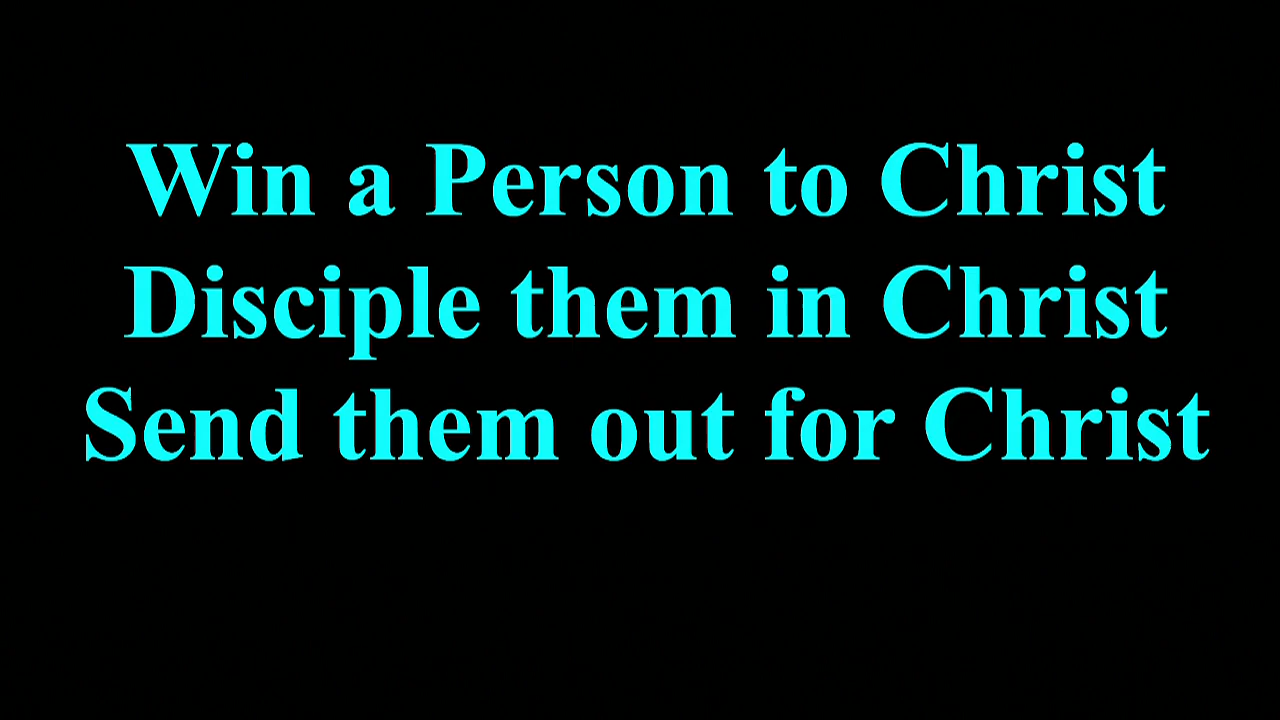 Win a Person to Christ
Disciple them in Christ
Send them out for Christ